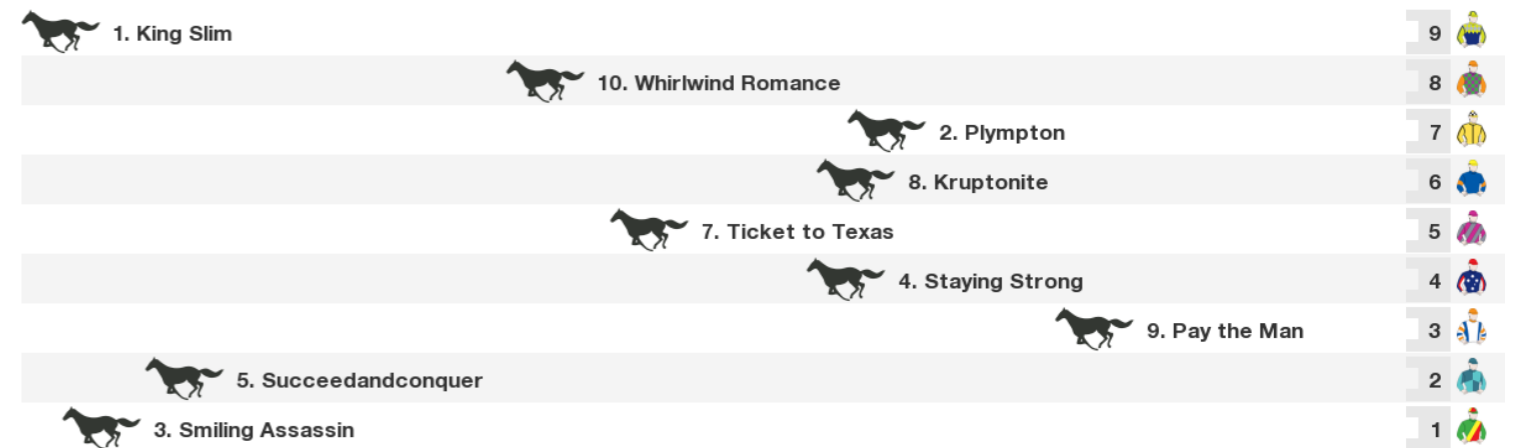 1. King Slim 9
10. Whirlwind Romance 8
2. Plympton 7
8. Kruptonite 6
7. Ticket to Texas 5
4. Staying Strong 4
9. Pay the Man 3
5. Succeedandconquer 2
3. Smiling Assassin 1